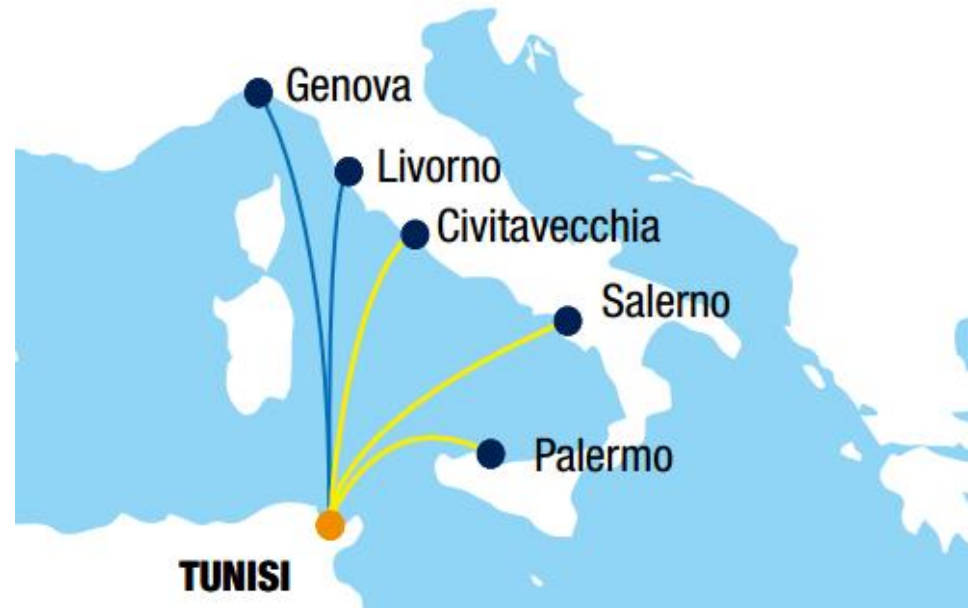 Genova
Livorno
Civitavecchia
Salerno
Palermo
TUNISI